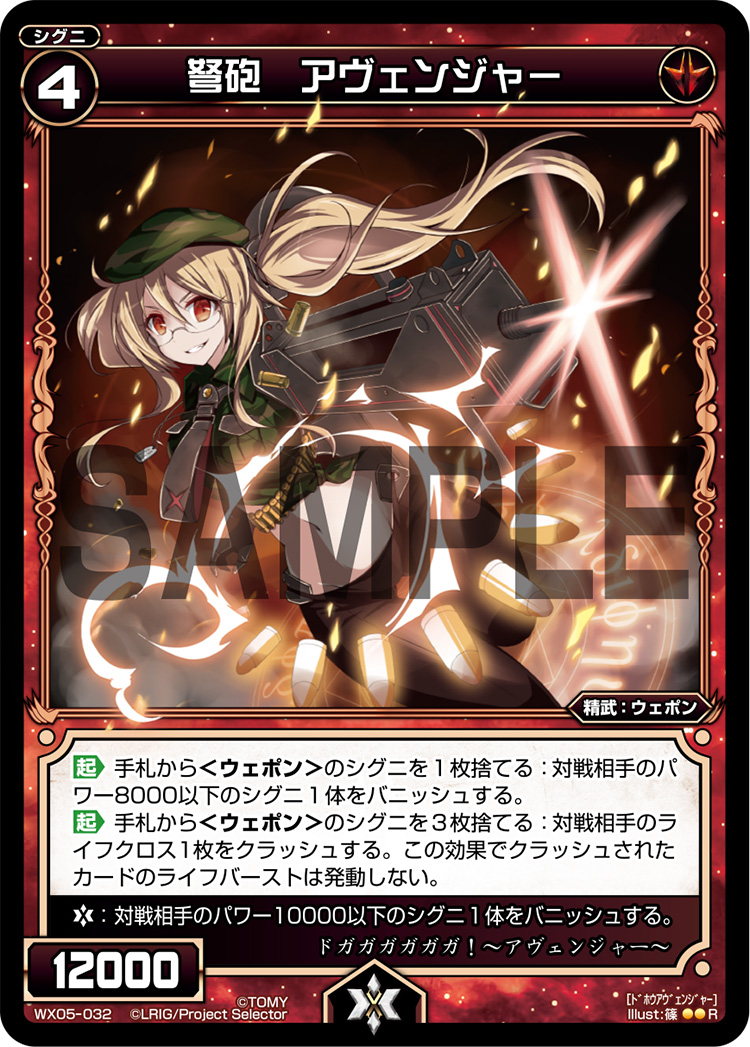 シグニ
4
弩砲　アヴェンジャー
SAMPLE
精武:ウェポン
起 手札から<ウェポン>のシグニを1枚捨てる:対戦相手のパ
ワー8000以下のシグニ1体をバニッシュする。
起 手札から<ウェポン>のシグニを3枚捨てる:対戦相手のラ
イフクロス1枚をクラッシュする。この効果でクラッシュされた
カードのライフバーストは発動しない。
:対戦相手のパワー10000以下のシグニ1体をバニッシュする。
ドガガガガガガ!〜アヴェンジャー〜
12000
©TOMY
[ドホウアヴェンジャー]
WX05-032 ©LRIG/Project Selector
Illust:篠 R